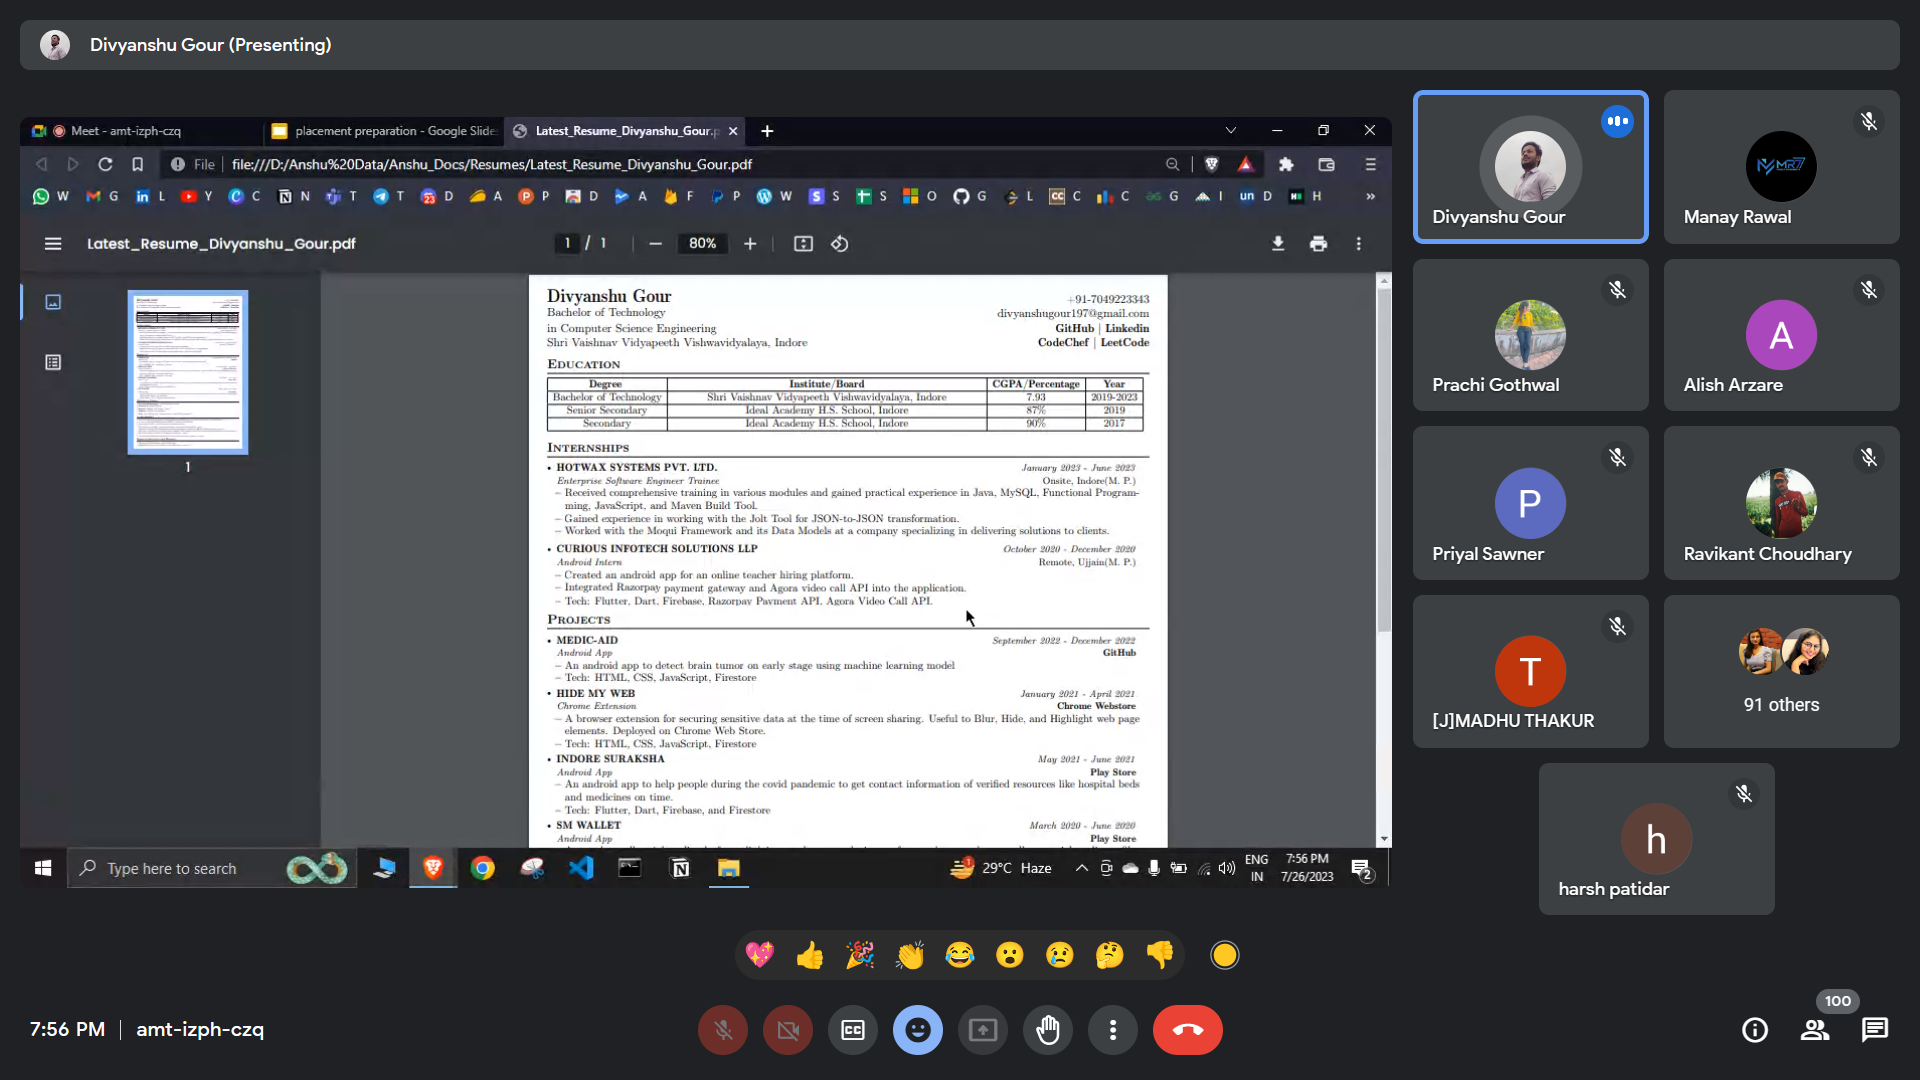 Divyanshu Gour (Presenting)
Meet - amt-izph-czq
placement preparation - Google Slide
Latest_Resume_Divyanshu_Gour.p
File
file:///D:/Anshu%20Data/Anshu_Docs/Resumes/Latest_Resume_Divyanshu_Gour.pdf
W G L Y C N T T D A P D A F P W S S O G L C C G I D H
Latest_Resume_Divyanshu_Gour.pdf
1 / 1
80%
1
Divyanshu Gour
+91-7049223343
Bachelor of Technology
divyanshugour197@gmail.com
in Computer Science Engineering
GitHub | Linkedin
Shri Vaishnav Vidyapeeth Vishwavidyalaya, Indore
CodeChef | LeetCode
EDUCATION
Degree Institute/Board CGPA/Percentage Year
Bachelor of Technology Shri Vaishnav Vidyapeeth Vishwavidyalaya, Indore 7.93 2019-2023
Senior Secondary Ideal Academy H.S. School, Indore 87% 2019
Secondary Ideal Academy H.S. School, Indore 90% 2017
INTERNSHIPS
• HOTWAX SYSTEMS PVT. LTD. January 2023 - June 2023
Enterprise Software Engineer Trainee Onsite, Indore(M. P.)
– Received comprehensive training in various modules and gained practical experience in Java, MySQL, Functional Program-
ming, JavaScript, and Maven Build Tool.
– Gained experience in working with the Jolt Tool for JSON-to-JSON transformation.
– Worked with the Moqui Framework and its Data Models at a company specializing in delivering solutions to clients.
• CURIOUS INFOTECH SOLUTIONS LLP October 2020 - December 2020
Android Intern Remote, Ujjain(M. P.)
– Created an android app for an online teacher hiring platform.
– Integrated Razorpay payment gateway and Agora video call API into the application.
– Tech: Flutter, Dart, Firebase, Razorpay Payment API, Agora Video Call API.
PROJECTS
• MEDIC-AID September 2022 - December 2022
Android App GitHub
– An android app to detect brain tumor on early stage using machine learning model
– Tech: HTML, CSS, JavaScript, Firestore
• HIDE MY WEB January 2021 - April 2021
Chrome Extension Chrome Webstore
– A browser extension for securing sensitive data at the time of screen sharing. Useful to Blur, Hide, and Highlight web page
elements. Deployed on Chrome Web Store.
– Tech: HTML, CSS, JavaScript, Firestore
• INDORE SURAKSHA May 2021 - June 2021
Android App Play Store
– An android app to help people during the covid pandemic to get contact information of verified resources like hospital beds
and medicines on time.
– Tech: Flutter, Dart, Firebase, and Firestore
• SM WALLET March 2020 - June 2020
Android App Play Store
Type here to search
29°C Haze
ENG
IN
7:56 PM
7/26/2023
2
Divyanshu Gour
Manay Rawal
Prachi Gothwal
A
Alish Arzare
P
Priyal Sawner
Ravikant Choudhary
T
[J]MADHU THAKUR
91 others
h
harsh patidar
7:56 PM | amt-izph-czq
CC
100